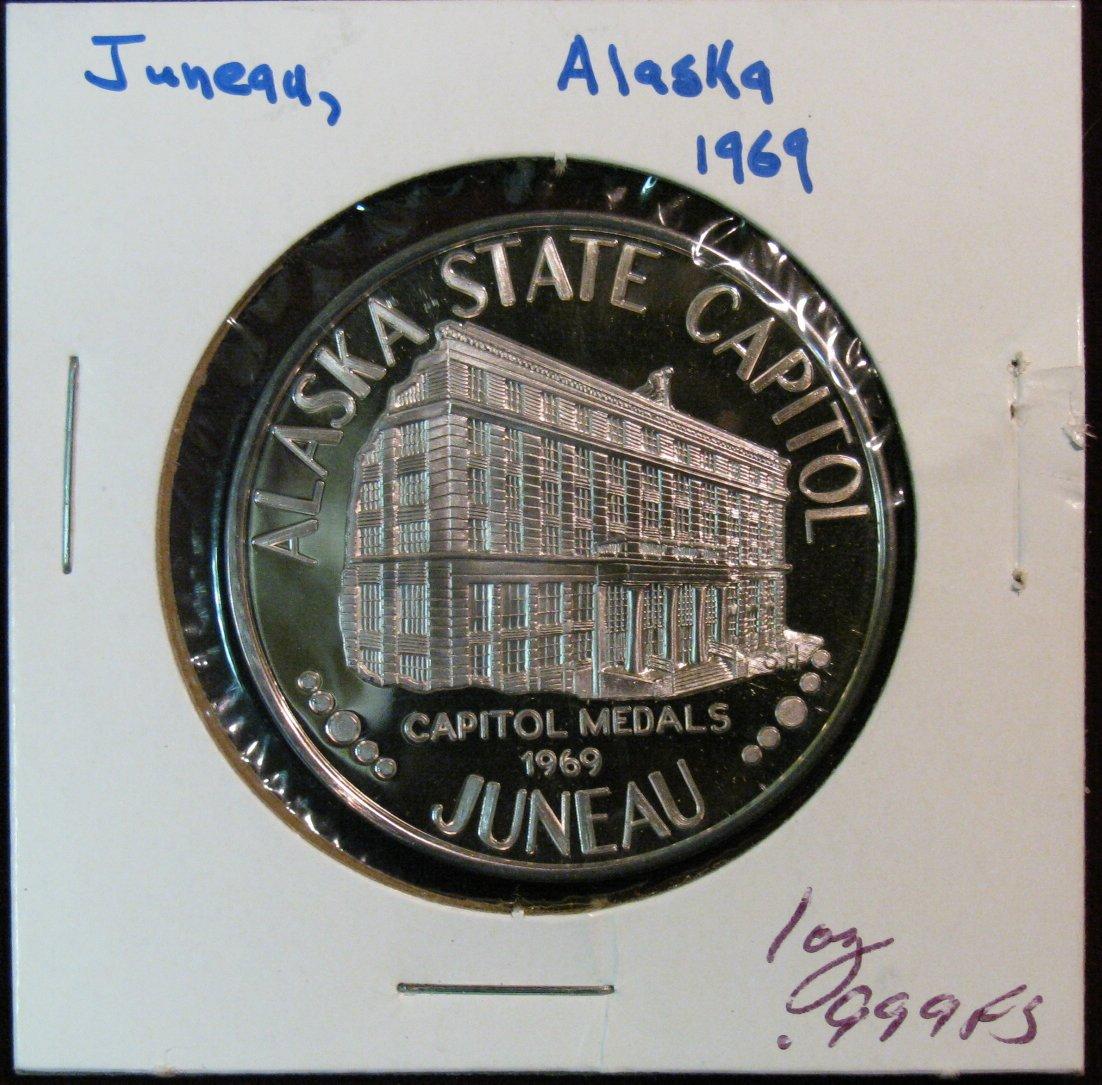 Juneau, Alaska
1969
ALASKA STATE CAPITOL
CAPITOL MEDALS
1969
JUNEAU
1oz
.999FS